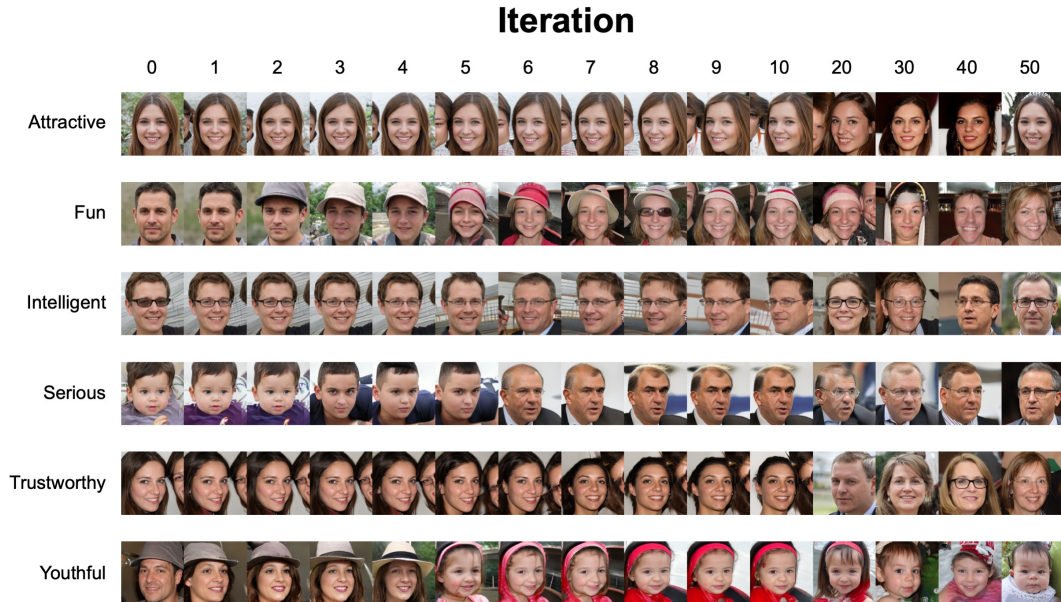 Iteration
0 1 2 3 4 5 6 7 8 9 10 20 30 40 50
Attractive
Fun
Intelligent
Serious
Trustworthy
Youthful